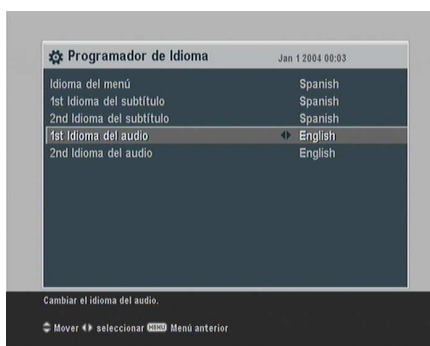 Programador de Idioma Jan 1 2004 00:03
Idioma del menú Spanish
1st Idioma del subtítulo Spanish
2nd Idioma del subtítulo Spanish
1st Idioma del audio English
2nd Idioma del audio English
Cambiar el idioma del audio.
Mover seleccionar MENU Menú anterior